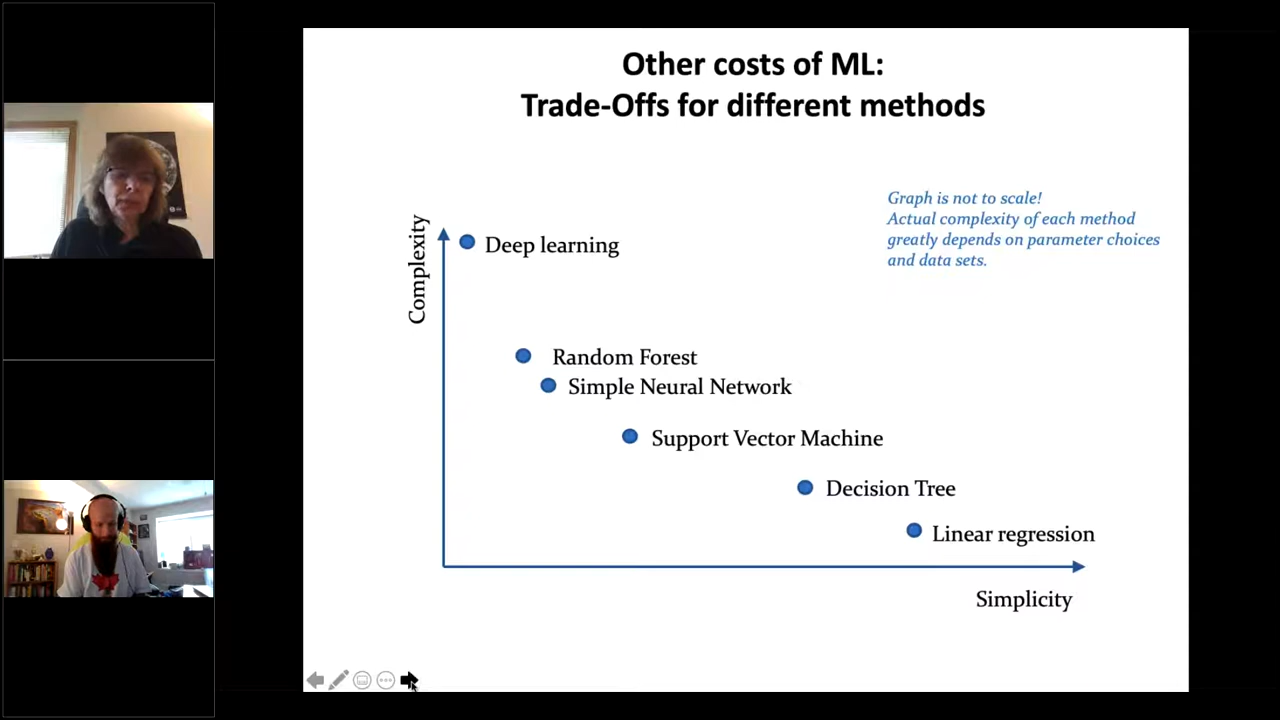 Other costs of ML:
Trade-Offs for different methods
Graph is not to scale!
Actual complexity of each method
greatly depends on parameter choices
and data sets.
Complexity
Deep learning
Random Forest
Simple Neural Network
Support Vector Machine
Decision Tree
Linear regression
Simplicity